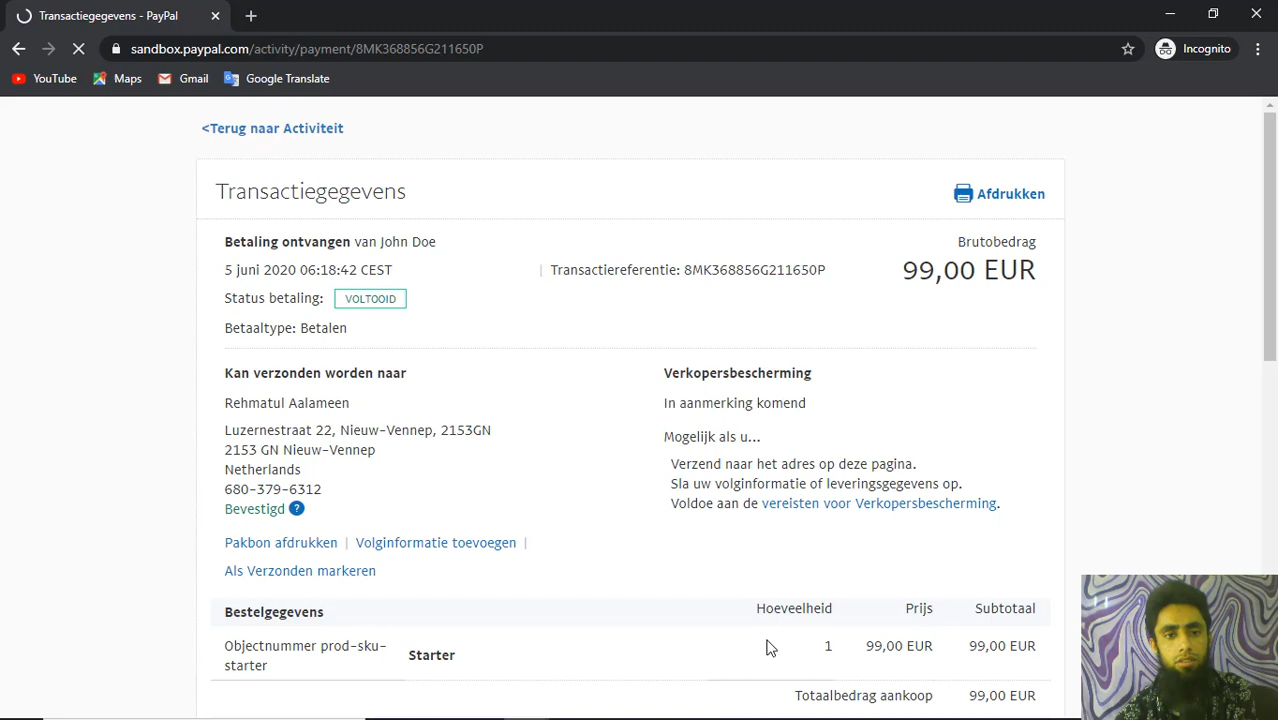 Transactiegegevens - PayPal
sandbox.paypal.com/activity/payment/8MK368856G211650P
Incognito
YouTube Maps Gmail Google Translate
<Terug naar Activiteit
Transactiegegevens
Afdrukken
Betaling ontvangen van John Doe
Brutobedrag
5 juni 2020 06:18:42 CEST
Transactiereferentie: 8MK368856G211650P
99,00 EUR
Status betaling: VOLTOOID
Betaaltype: Betalen
Kan verzonden worden naar
Rehmatul Aalameen
Luzernestraat 22, Nieuw-Vennep, 2153GN
2153 GN Nieuw-Vennep
Netherlands
680-379-6312
Bevestigd ?
Verkopersbescherming
In aanmerking komend
Mogelijk als u...
Verzend naar het adres op deze pagina.
Sla uw volginformatie of leveringsgegevens op.
Voldoe aan de vereisten voor Verkopersbescherming.
Pakbon afdrukken | Volginformatie toevoegen |
Als Verzonden markeren
Bestelgegevens Hoeveelheid Prijs Subtotaal
Objectnummer prod-sku-
starter
Starter
1 99,00 EUR 99,00 EUR
Totaalbedrag aankoop 99,00 EUR